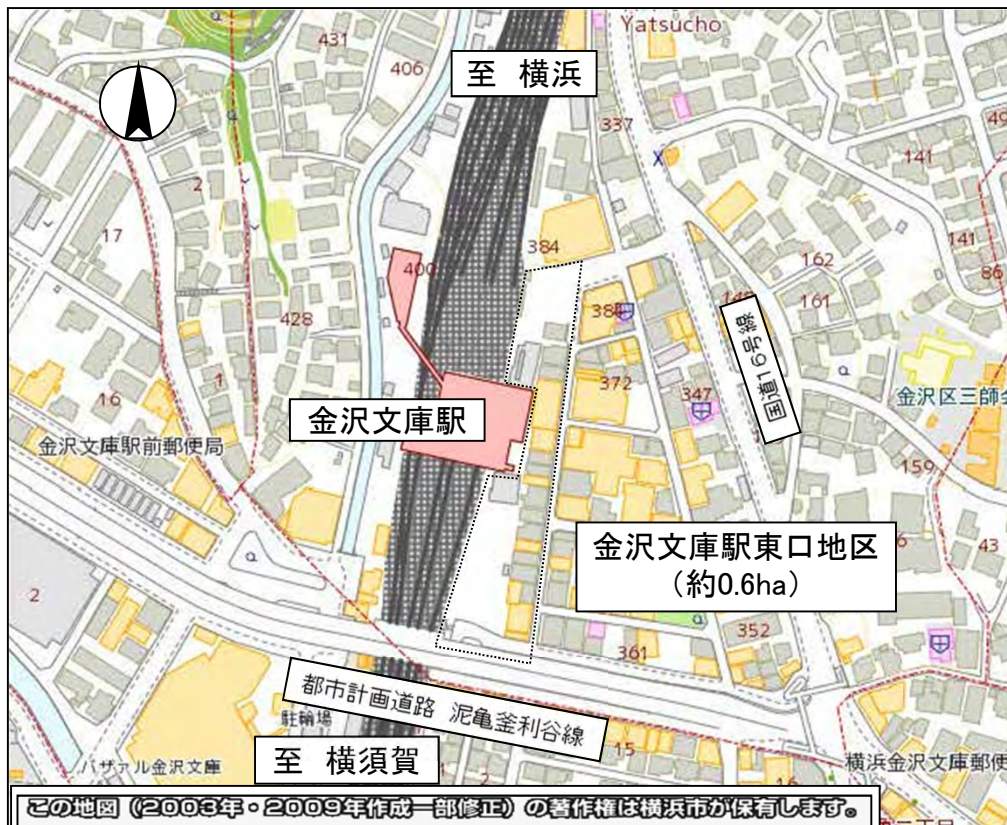 Yatsucho
431
406
至 横浜
337
141
2
17
384
141
162
86
400
161
428
国道16号線
372
347
1
16
金沢文庫駅
金沢区三師会
金沢文庫駅前郵便局
159
金沢文庫駅東口地区
（約0.6ha）
43
2
352
361
都市計画道路 泥亀釜利谷線
駐輪場
15
至 横須賀
バザァル金沢文庫
横浜金沢文庫郵便
2
16
この地図（2003年・2009年作成一部修正）の著作権は横浜市が保有します。